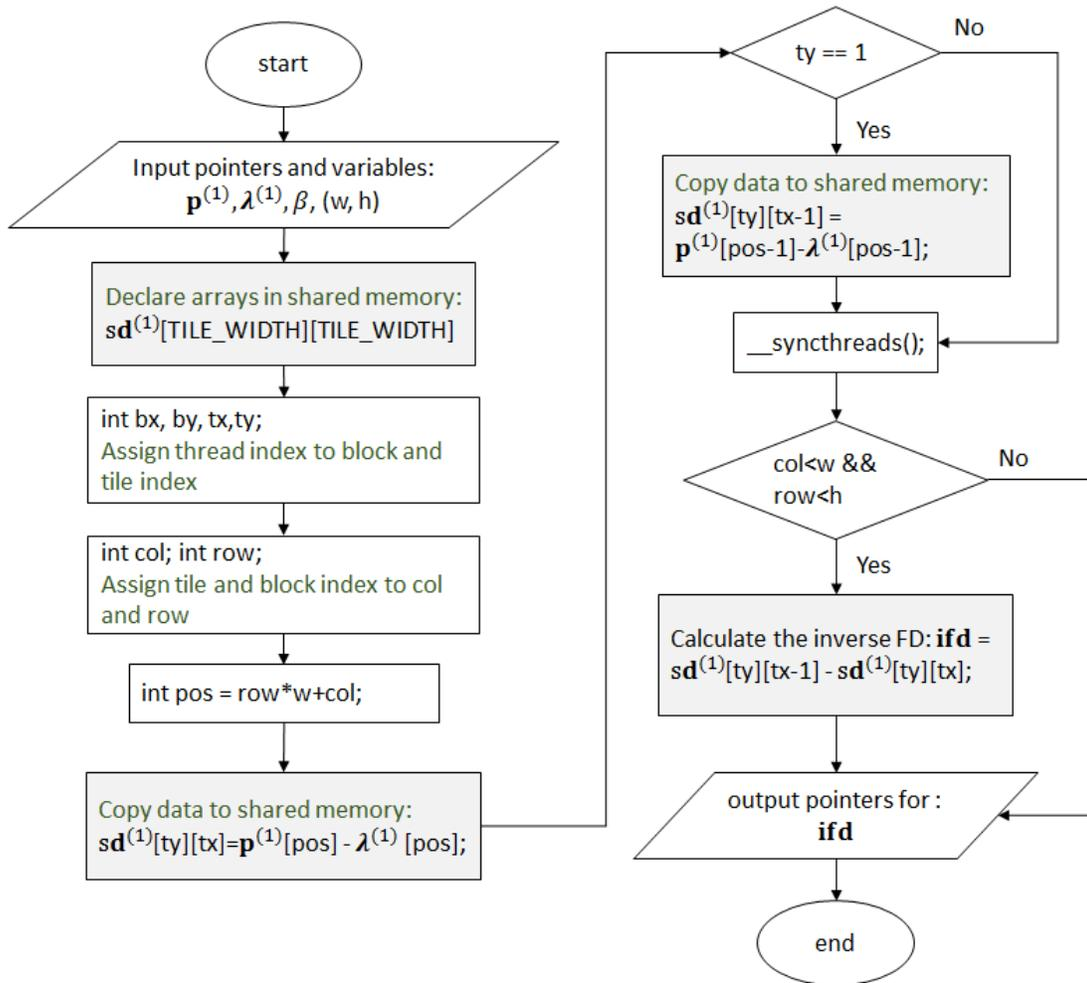 start
Input pointers and variables:
𝐩⁽¹⁾, 𝝀⁽¹⁾, β, (w, h)
Declare arrays in shared memory:
s𝐝⁽¹⁾[TILE_WIDTH][TILE_WIDTH]
int bx, by, tx,ty;
Assign thread index to block and
tile index
int col; int row;
Assign tile and block index to col
and row
int pos = row*w+col;
Copy data to shared memory:
s𝐝⁽¹⁾[ty][tx]=𝐩⁽¹⁾[pos] - 𝝀⁽¹⁾ [pos];
ty == 1
No
Yes
Copy data to shared memory:
s𝐝⁽¹⁾[ty][tx-1] =
𝐩⁽¹⁾[pos-1]-𝝀⁽¹⁾[pos-1];
__syncthreads();
col<w &&
row<h
No
Yes
Calculate the inverse FD: ifd =
s𝐝⁽¹⁾[ty][tx-1] - s𝐝⁽¹⁾[ty][tx];
output pointers for :
ifd
end